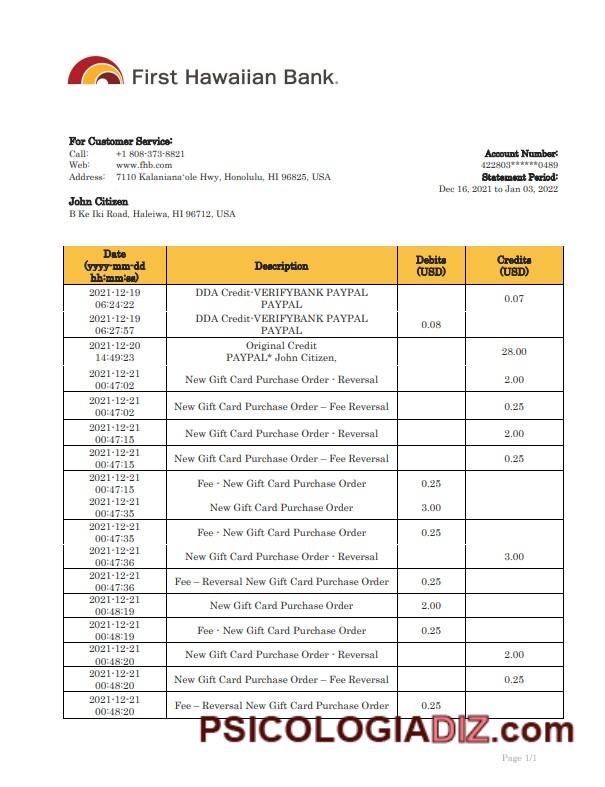 First Hawaiian Bank.
For Customer Service:
Call: +1 808-373-8821
Web: www.fhb.com
Address: 7110 Kalanianaʻole Hwy, Honolulu, HI 96825, USA
Account Number:
422803******0489
Statement Period:
Dec 16, 2021 to Jan 03, 2022
John Citizen
B Ke Iki Road, Haleiwa, HI 96712, USA
Date
(yyyy-mm-dd
hh:mm:ss)
Description
Debits
(USD)
Credits
(USD)
2021-12-19
06:24:22
DDA Credit-VERIFYBANK PAYPAL
PAYPAL
0.07
2021-12-19
06:27:57
DDA Credit-VERIFYBANK PAYPAL
PAYPAL
0.08
2021-12-20
14:49:23
Original Credit
PAYPAL* John Citizen,
28.00
2021-12-21
00:47:02
New Gift Card Purchase Order - Reversal
2.00
2021-12-21
00:47:02
New Gift Card Purchase Order – Fee Reversal
0.25
2021-12-21
00:47:15
New Gift Card Purchase Order - Reversal
2.00
2021-12-21
00:47:15
New Gift Card Purchase Order – Fee Reversal
0.25
2021-12-21
00:47:15
Fee - New Gift Card Purchase Order
0.25
2021-12-21
00:47:35
New Gift Card Purchase Order
3.00
2021-12-21
00:47:35
Fee - New Gift Card Purchase Order
0.25
2021-12-21
00:47:36
New Gift Card Purchase Order - Reversal
3.00
2021-12-21
00:47:36
Fee – Reversal New Gift Card Purchase Order
0.25
2021-12-21
00:48:19
New Gift Card Purchase Order
2.00
2021-12-21
00:48:19
Fee - New Gift Card Purchase Order
0.25
2021-12-21
00:48:20
New Gift Card Purchase Order - Reversal
2.00
2021-12-21
00:48:20
New Gift Card Purchase Order – Fee Reversal
0.25
2021-12-21
00:48:20
Fee – Reversal New Gift Card Purchase Order
0.25
PSICOLOGIADIZ.com
Page 1/1